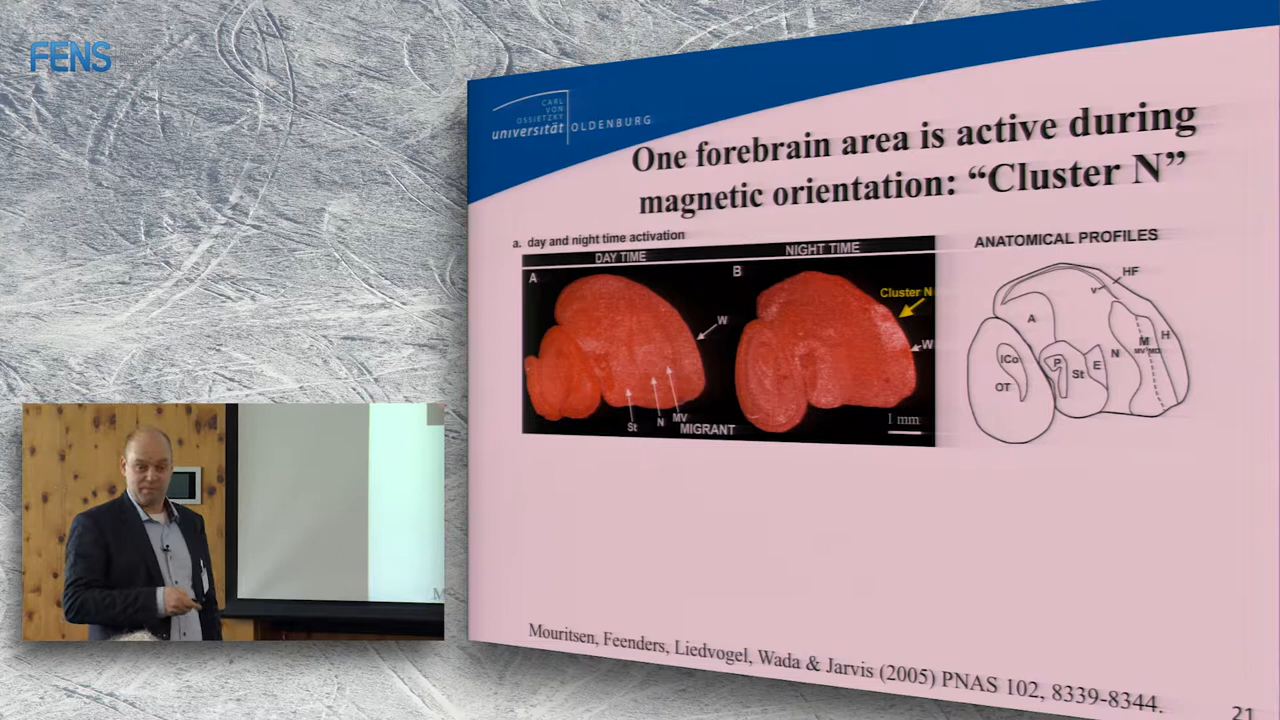 FENS
CARL
VON
OSSIETZKY
universität OLDENBURG
One forebrain area is active during
magnetic orientation: “Cluster N”
a. day and night time activation
DAY TIME
NIGHT TIME
ANATOMICAL PROFILES
A
B
Cluster N
W
W
St
N
MV
MIGRANT
1 mm
HF
V
A
H
M
MV
MD
N
E
P
St
ICo
OT
Mouritsen, Feenders, Liedvogel, Wada & Jarvis (2005) PNAS 102, 8339-8344.
21
M